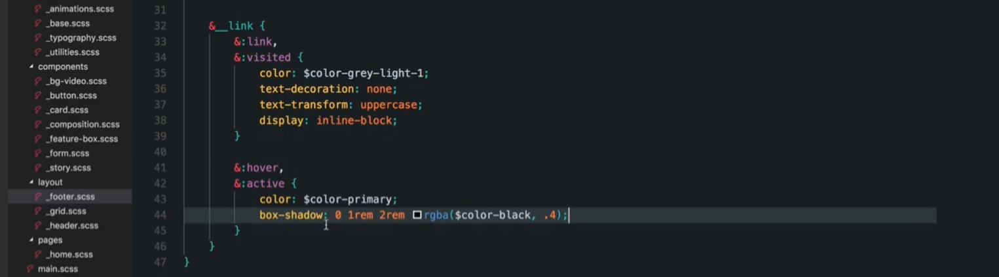 _animations.scss
_base.scss
_typography.scss
_utilities.scss
components
_bg-video.scss
_button.scss
_card.scss
_composition.scss
_feature-box.scss
_form.scss
_story.scss
layout
_footer.scss
_grid.scss
_header.scss
pages
_home.scss
main.scss
31
32 &__link {
33 &:link,
34 &:visited {
35 color: $color-grey-light-1;
36 text-decoration: none;
37 text-transform: uppercase;
38 display: inline-block;
39 }
40
41 &:hover,
42 &:active {
43 color: $color-primary;
44 box-shadow: 0 1rem 2rem rgba($color-black, .4);
45 }
46 }
47 }